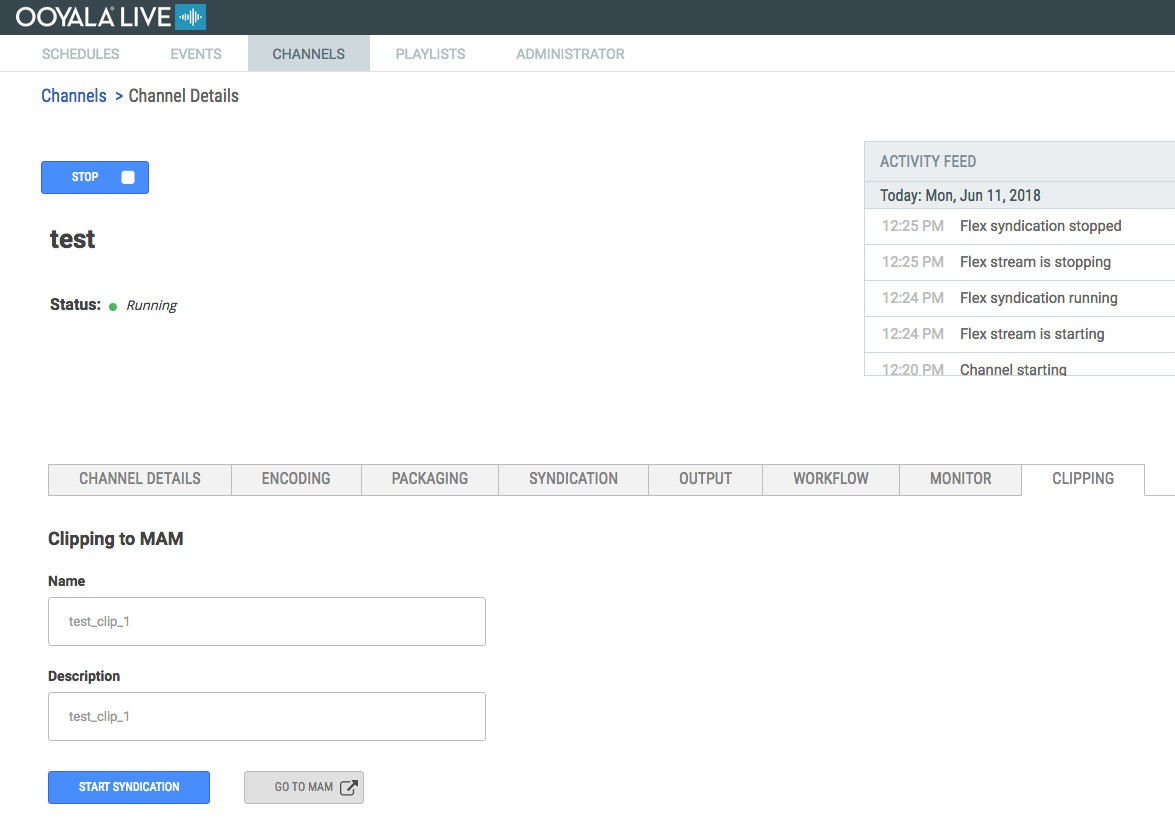 OOYALA LIVE
SCHEDULES EVENTS CHANNELS PLAYLISTS ADMINISTRATOR
Channels > Channel Details
STOP
test
Status: Running
ACTIVITY FEED
Today: Mon, Jun 11, 2018
12:25 PM Flex syndication stopped
12:25 PM Flex stream is stopping
12:24 PM Flex syndication running
12:24 PM Flex stream is starting
12:20 PM Channel starting
CHANNEL DETAILS ENCODING PACKAGING SYNDICATION OUTPUT WORKFLOW MONITOR CLIPPING
Clipping to MAM
Name
test_clip_1
Description
test_clip_1
START SYNDICATION GO TO MAM